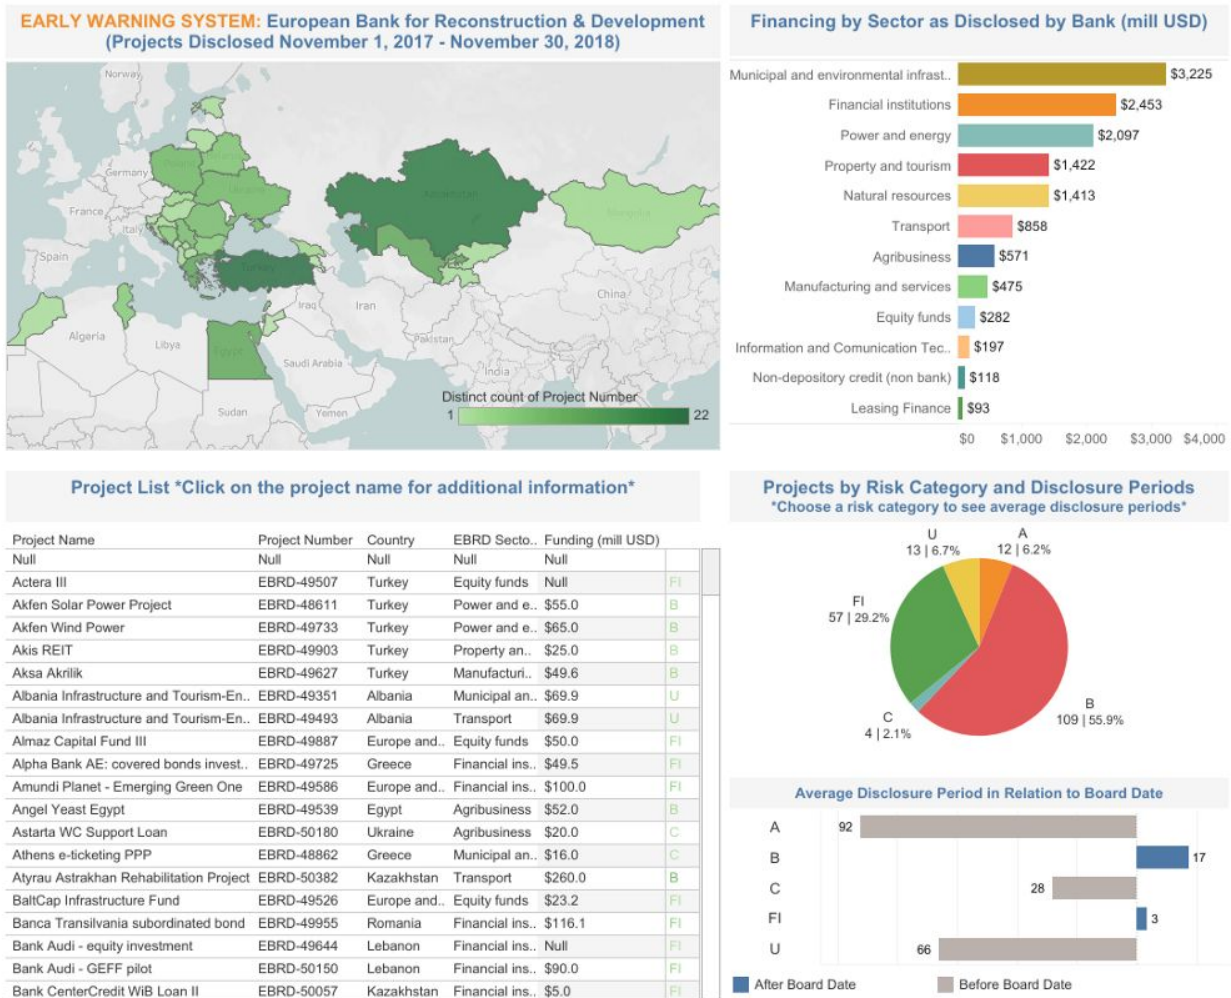 EARLY WARNING SYSTEM: European Bank for Reconstruction & Development
(Projects Disclosed November 1, 2017 - November 30, 2018)
Norway
Germany
France
Italy
Spain
Ukraine
Kazakhstan
Mongolia
Turkey
Iraq
Iran
China
Algeria
Libya
Egypt
Pakistan
Saudi Arabia
India
Sudan
Yemen
Distinct count of Project Number
1 22
Financing by Sector as Disclosed by Bank (mill USD)
Municipal and environmental infrast.. $3,225
Financial institutions $2,453
Power and energy $2,097
Property and tourism $1,422
Natural resources $1,413
Transport $858
Agribusiness $571
Manufacturing and services $475
Equity funds $282
Information and Comunication Tec.. $197
Non-depository credit (non bank) $118
Leasing Finance $93
$0 $1,000 $2,000 $3,000 $4,000
Project List *Click on the project name for additional information*
Project Name Project Number Country EBRD Secto.. Funding (mill USD)
Null Null Null Null Null
Actera III EBRD-49507 Turkey Equity funds Null FI
Akfen Solar Power Project EBRD-48611 Turkey Power and e.. $55.0 B
Akfen Wind Power EBRD-49733 Turkey Power and e.. $65.0 B
Akis REIT EBRD-49903 Turkey Property an.. $25.0 B
Aksa Akrilik EBRD-49627 Turkey Manufacturi.. $49.6 B
Albania Infrastructure and Tourism-En.. EBRD-49351 Albania Municipal an.. $69.9 U
Albania Infrastructure and Tourism-En.. EBRD-49493 Albania Transport $69.9 U
Almaz Capital Fund III EBRD-49887 Europe and.. Equity funds $50.0 FI
Alpha Bank AE: covered bonds invest.. EBRD-49725 Greece Financial ins.. $49.5 FI
Amundi Planet - Emerging Green One EBRD-49586 Europe and.. Financial ins.. $100.0 FI
Angel Yeast Egypt EBRD-49539 Egypt Agribusiness $52.0 B
Astarta WC Support Loan EBRD-50180 Ukraine Agribusiness $20.0 C
Athens e-ticketing PPP EBRD-48862 Greece Municipal an.. $16.0 C
Atyrau Astrakhan Rehabilitation Project EBRD-50382 Kazakhstan Transport $260.0 B
BaltCap Infrastructure Fund EBRD-49526 Europe and.. Equity funds $23.2 FI
Banca Transilvania subordinated bond EBRD-49955 Romania Financial ins.. $116.1 FI
Bank Audi - equity investment EBRD-49644 Lebanon Financial ins.. Null FI
Bank Audi - GEFF pilot EBRD-50150 Lebanon Financial ins.. $90.0 FI
Bank CenterCredit WiB Loan II EBRD-50057 Kazakhstan Financial ins.. $5.0 FI
Projects by Risk Category and Disclosure Periods
*Choose a risk category to see average disclosure periods*
U
13 | 6.7%
A
12 | 6.2%
FI
57 | 29.2%
B
109 | 55.9%
C
4 | 2.1%
Average Disclosure Period in Relation to Board Date
A 92
B 17
C 28
FI 3
U 66
After Board Date Before Board Date